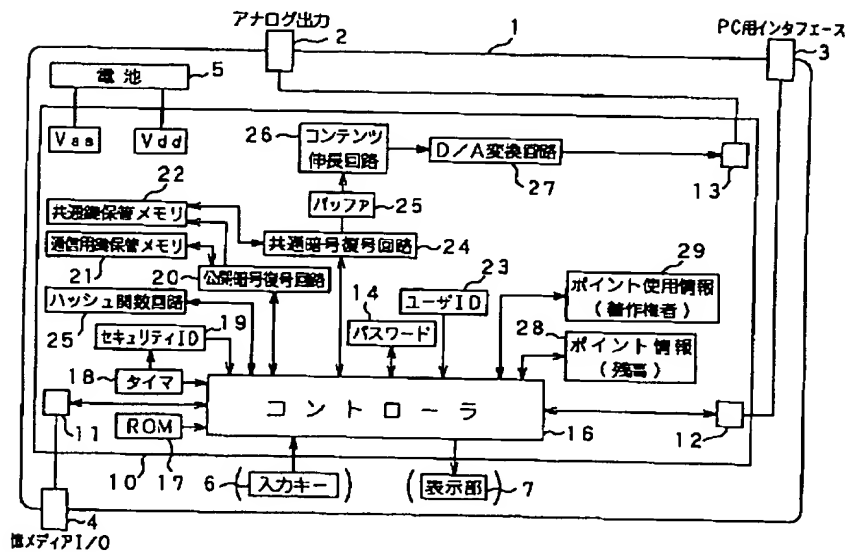 アナログ出力
2
1
PC用インタフェース
3
電池
5
Vss
Vdd
26
コンテンツ
伸長回路
D/A変換回路
27
13
22
共通鍵保管メモリ
バッファ
25
通信用鍵保管メモリ
21
共通暗号復号回路
24
20
公開暗号復号回路
23
29
ハッシュ関数回路
25
ユーザID
ポイント使用情報
(著作権者)
14
パスワード
セキュリティID
19
28
ポイント情報
(残高)
18
タイマ
コントローラ
16
11
12
ROM
17
10
6
(入力キー)
(表示部)
7
4
憶メディアI/O